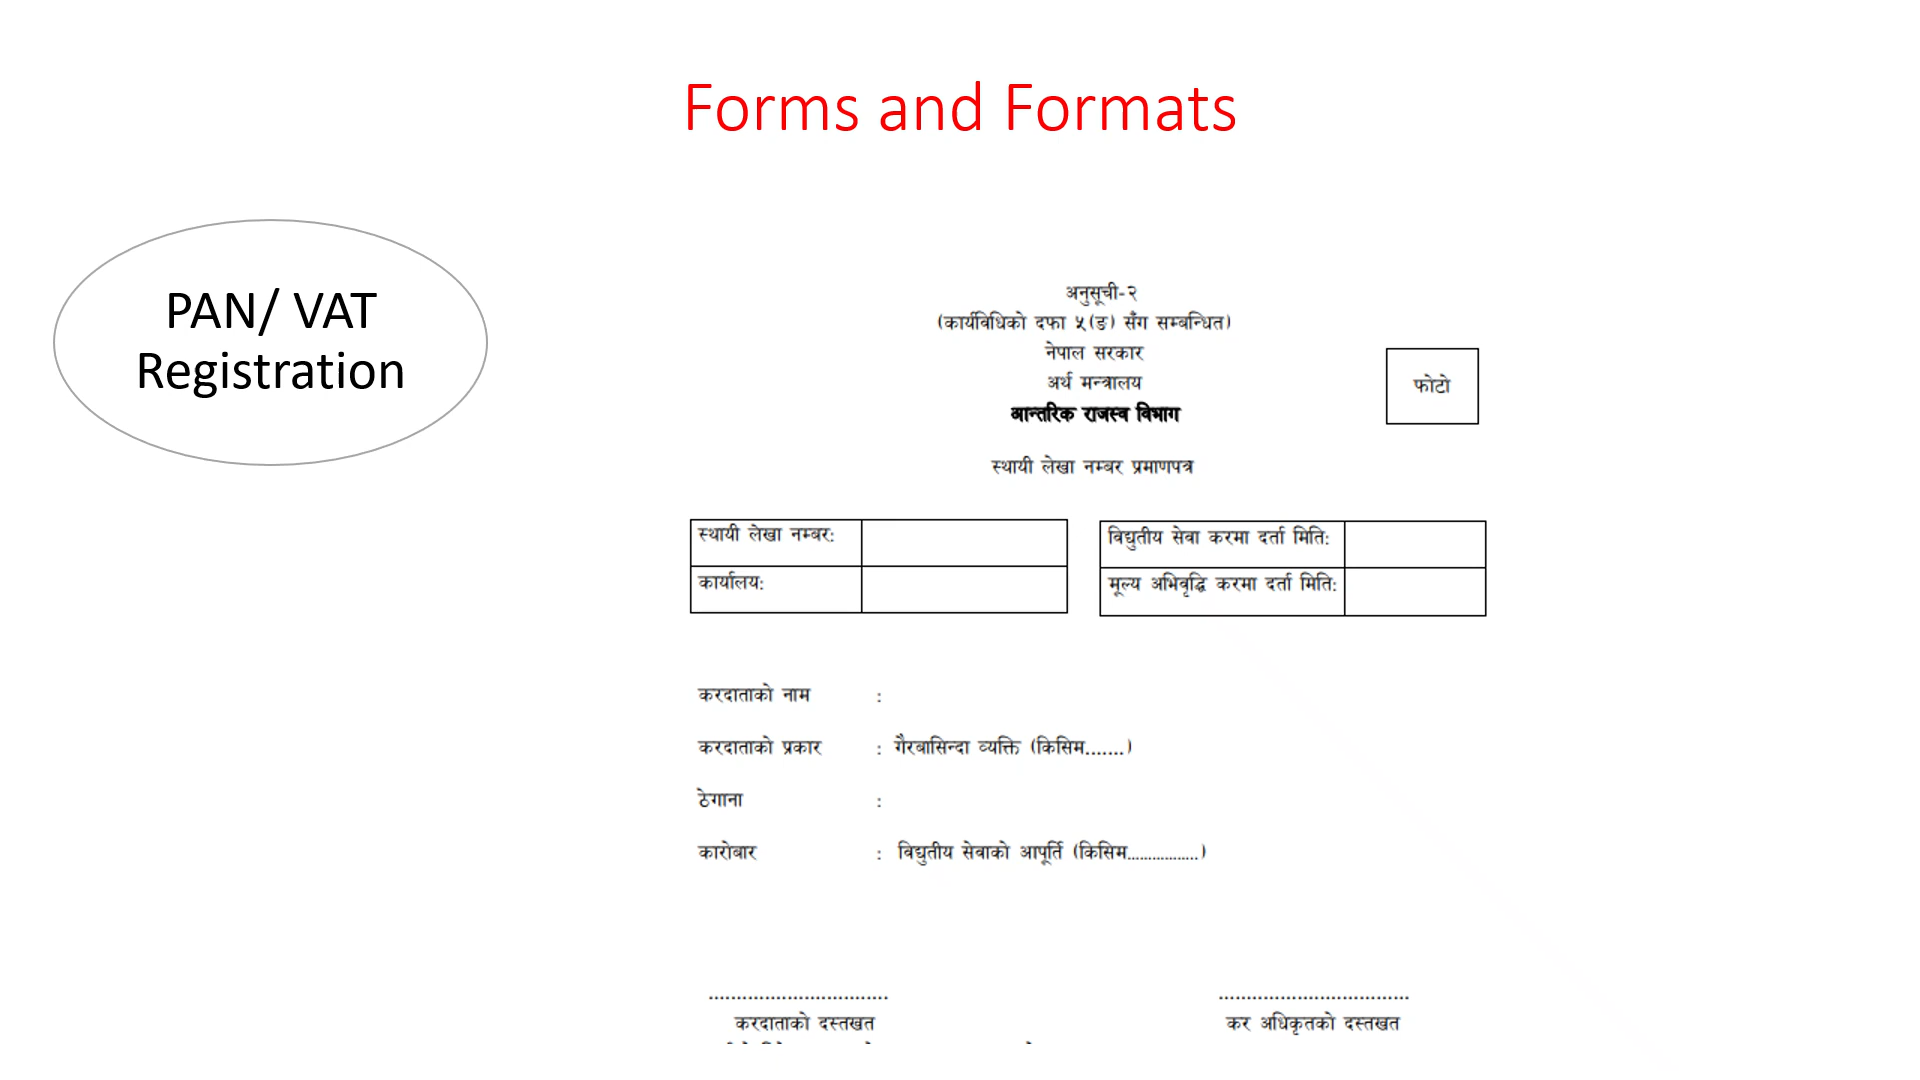 Forms and Formats
PAN/ VAT
Registration
अनुसूची-२
(कार्यविधिको दफा ५(ङ) सँग सम्बन्धित)
नेपाल सरकार
अर्थ मन्त्रालय
फोटो
आन्तरिक राजस्व विभाग
स्थायी लेखा नम्बर प्रमाणपत्र
स्थायी लेखा नम्बर:
विद्युतीय सेवा करमा दर्ता मिति:
कार्यालय:
मूल्य अभिवृद्धि करमा दर्ता मिति:
करदाताको नाम :
करदाताको प्रकार : गैरबासिन्दा व्यक्ति (किसिम.......)
ठेगाना :
कारोबार : विद्युतीय सेवाको आपूर्ति (किसिम.................)
करदाताको दस्तखत
कर अधिकृतको दस्तखत